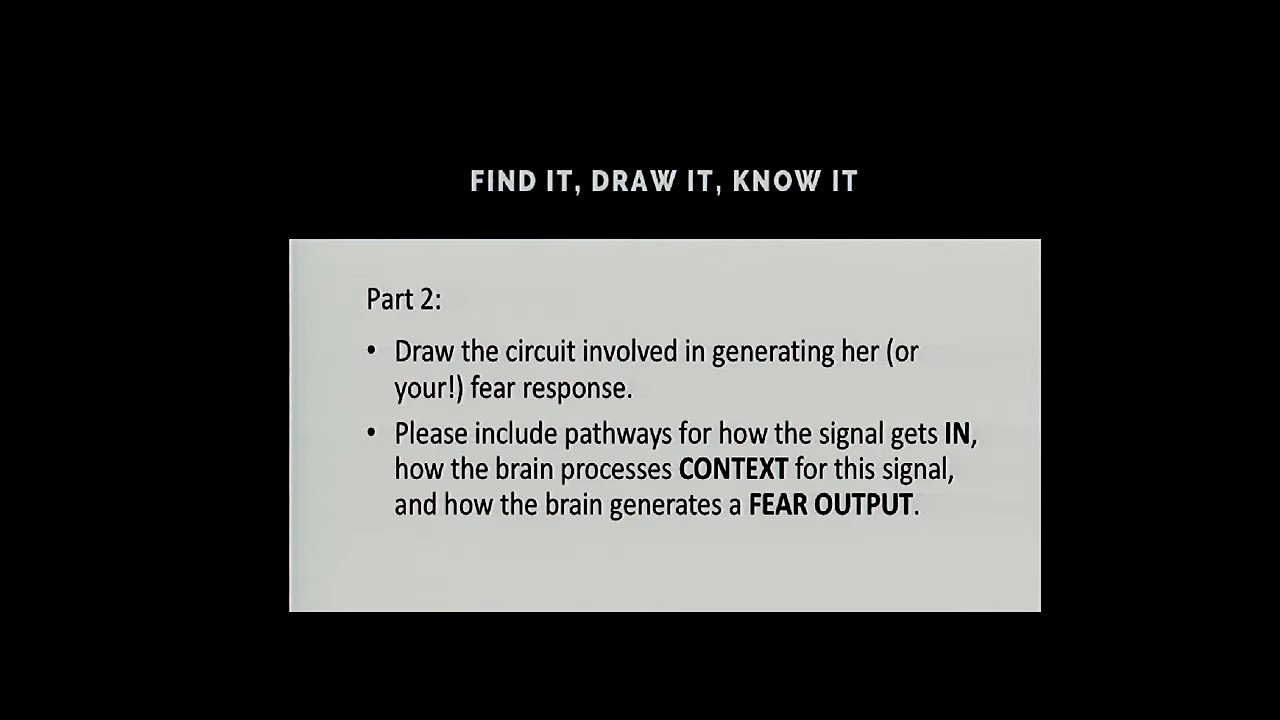 FIND IT, DRAW IT, KNOW IT
Part 2:
• Draw the circuit involved in generating her (or
your!) fear response.
• Please include pathways for how the signal gets IN,
how the brain processes CONTEXT for this signal,
and how the brain generates a FEAR OUTPUT.